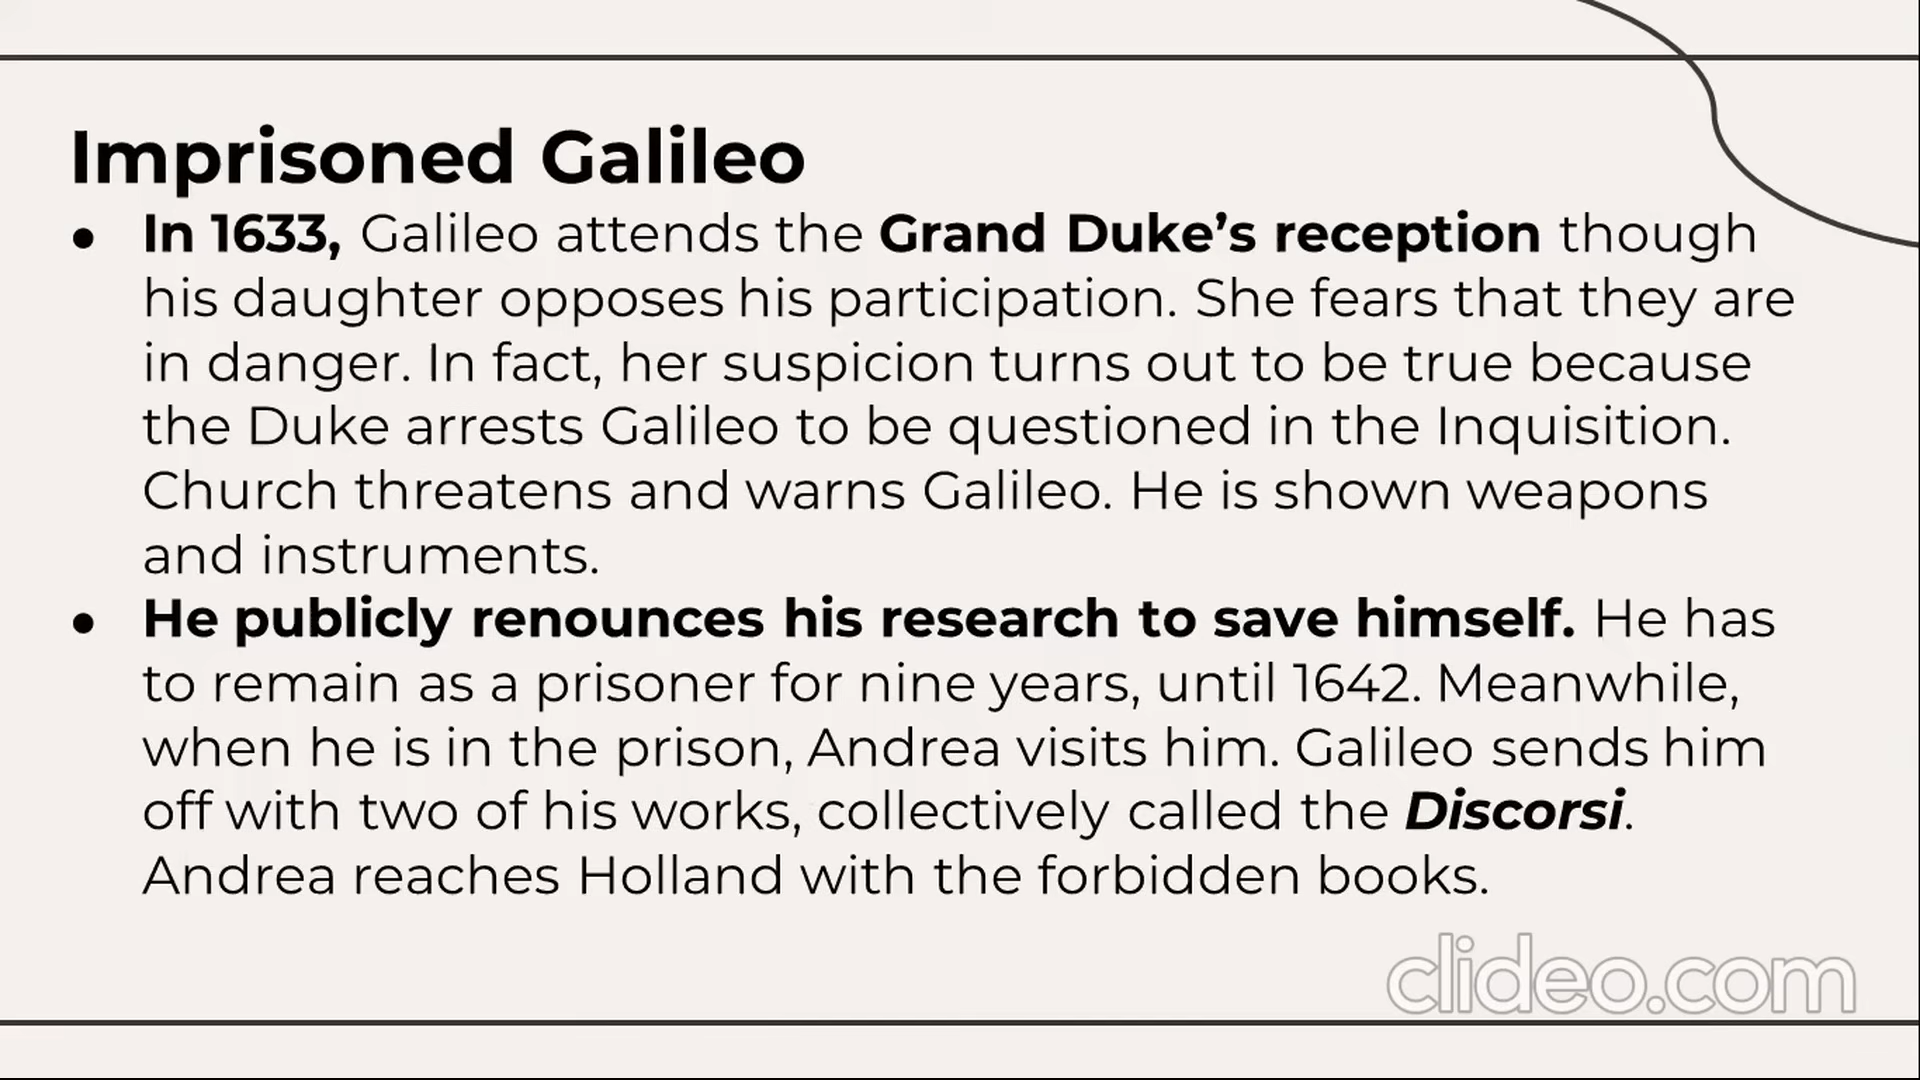 Imprisoned Galileo
● In 1633, Galileo attends the Grand Duke’s reception though
his daughter opposes his participation. She fears that they are
in danger. In fact, her suspicion turns out to be true because
the Duke arrests Galileo to be questioned in the Inquisition.
Church threatens and warns Galileo. He is shown weapons
and instruments.
● He publicly renounces his research to save himself. He has
to remain as a prisoner for nine years, until 1642. Meanwhile,
when he is in the prison, Andrea visits him. Galileo sends him
off with two of his works, collectively called the Discorsi.
Andrea reaches Holland with the forbidden books.
clideo.com